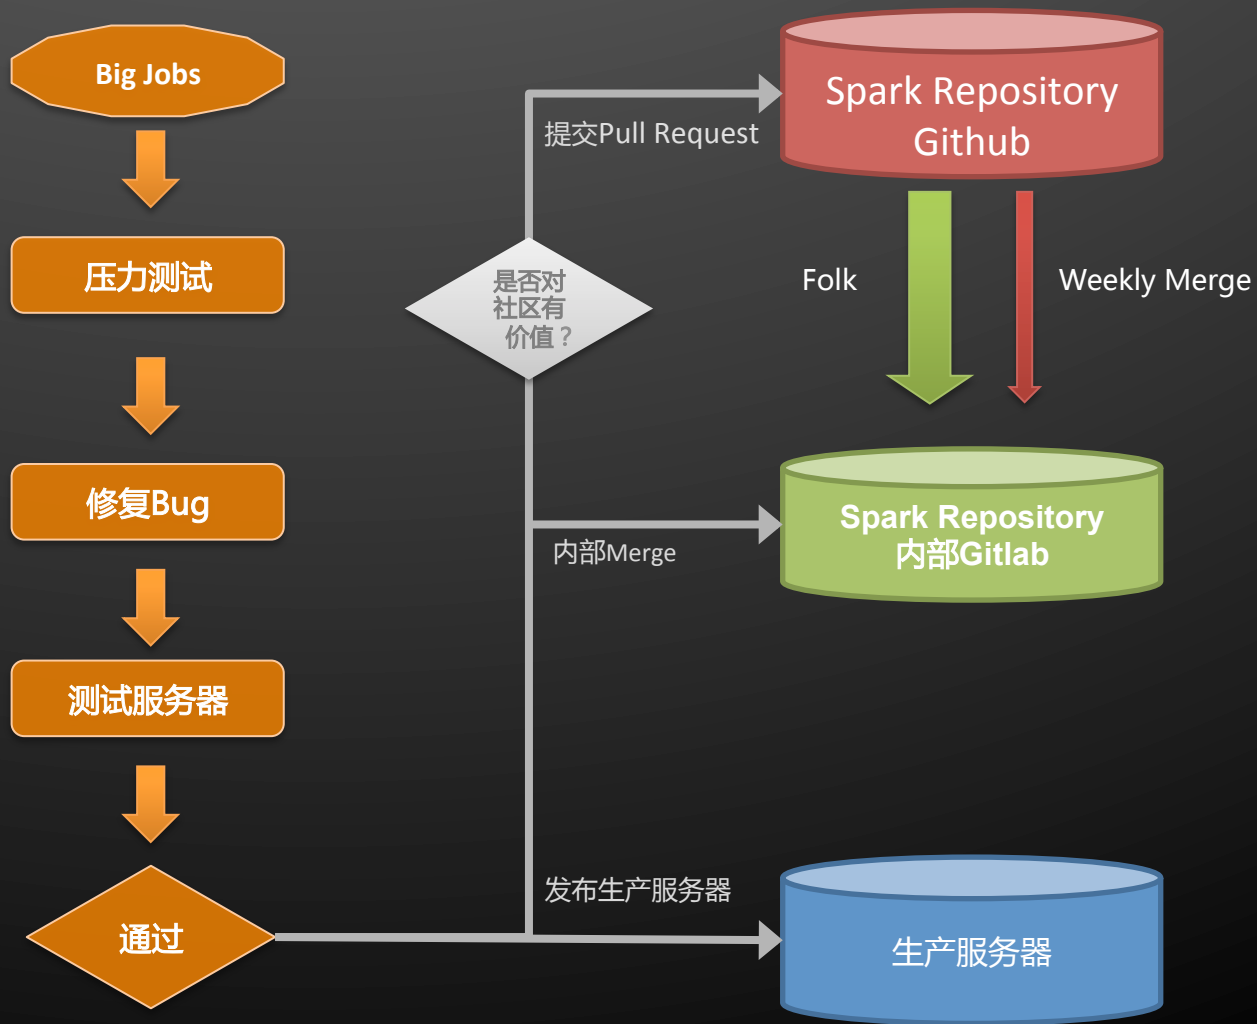 Big Jobs
压力测试
修复Bug
测试服务器
通过
提交Pull Request
是否对
社区有
价值？
内部Merge
发布生产服务器
Spark Repository
Github
Folk
Weekly Merge
Spark Repository
内部Gitlab
生产服务器